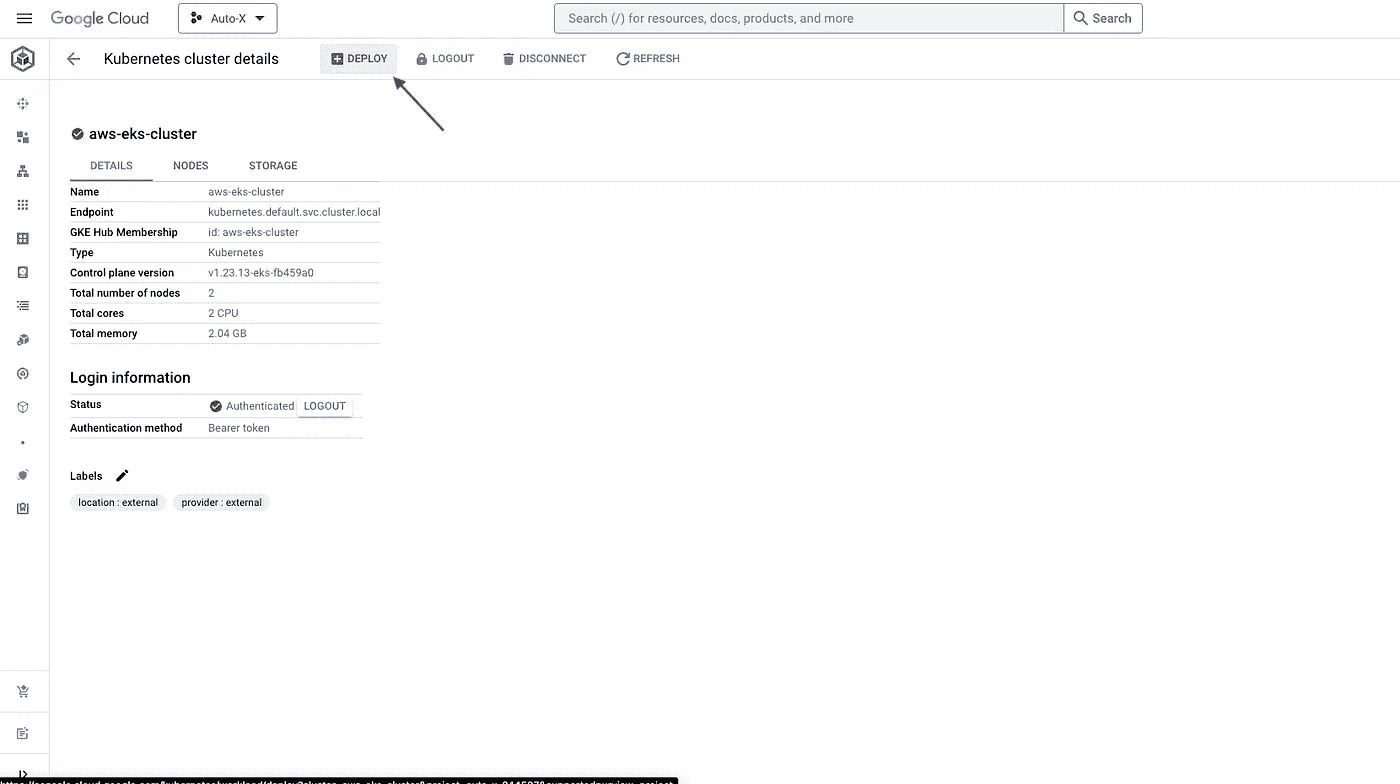 Google Cloud
Auto-X
Search (/) for resources, docs, products, and more
Search
Kubernetes cluster details
DEPLOY
LOGOUT
DISCONNECT
REFRESH
aws-eks-cluster
DETAILS NODES STORAGE
Name aws-eks-cluster
Endpoint kubernetes.default.svc.cluster.local
GKE Hub Membership id: aws-eks-cluster
Type Kubernetes
Control plane version v1.23.13-eks-fb459a0
Total number of nodes 2
Total cores 2 CPU
Total memory 2.04 GB
Login information
Status Authenticated LOGOUT
Authentication method Bearer token
Labels
location : external provider : external